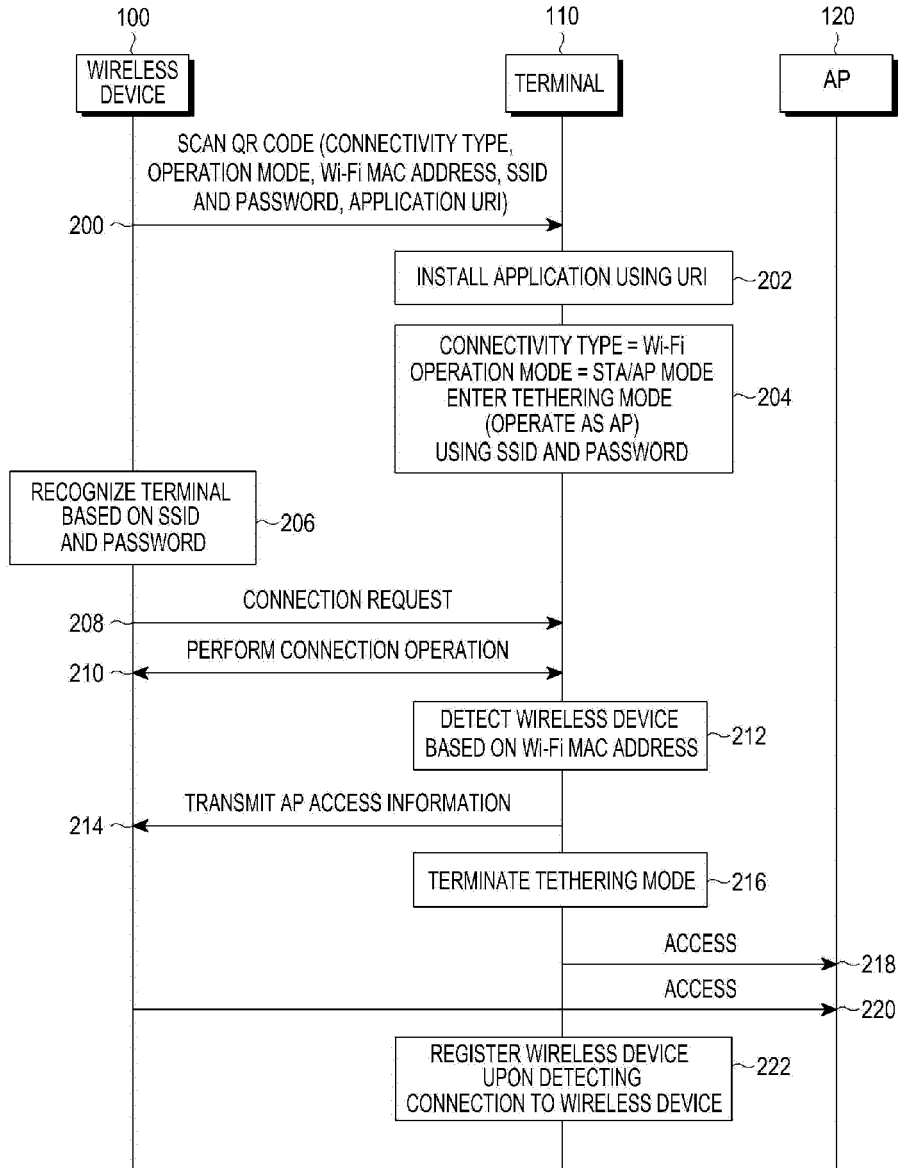 100
110
120
WIRELESS
DEVICE
TERMINAL
AP
SCAN QR CODE (CONNECTIVITY TYPE,
OPERATION MODE, Wi-Fi MAC ADDRESS, SSID
AND PASSWORD, APPLICATION URI)
200
INSTALL APPLICATION USING URI
202
CONNECTIVITY TYPE = Wi-Fi
OPERATION MODE = STA/AP MODE
ENTER TETHERING MODE
(OPERATE AS AP)
USING SSID AND PASSWORD
204
RECOGNIZE TERMINAL
BASED ON SSID
AND PASSWORD
206
CONNECTION REQUEST
208
PERFORM CONNECTION OPERATION
210
DETECT WIRELESS DEVICE
BASED ON Wi-Fi MAC ADDRESS
212
TRANSMIT AP ACCESS INFORMATION
214
TERMINATE TETHERING MODE
216
ACCESS
218
ACCESS
220
REGISTER WIRELESS DEVICE
UPON DETECTING
CONNECTION TO WIRELESS DEVICE
222